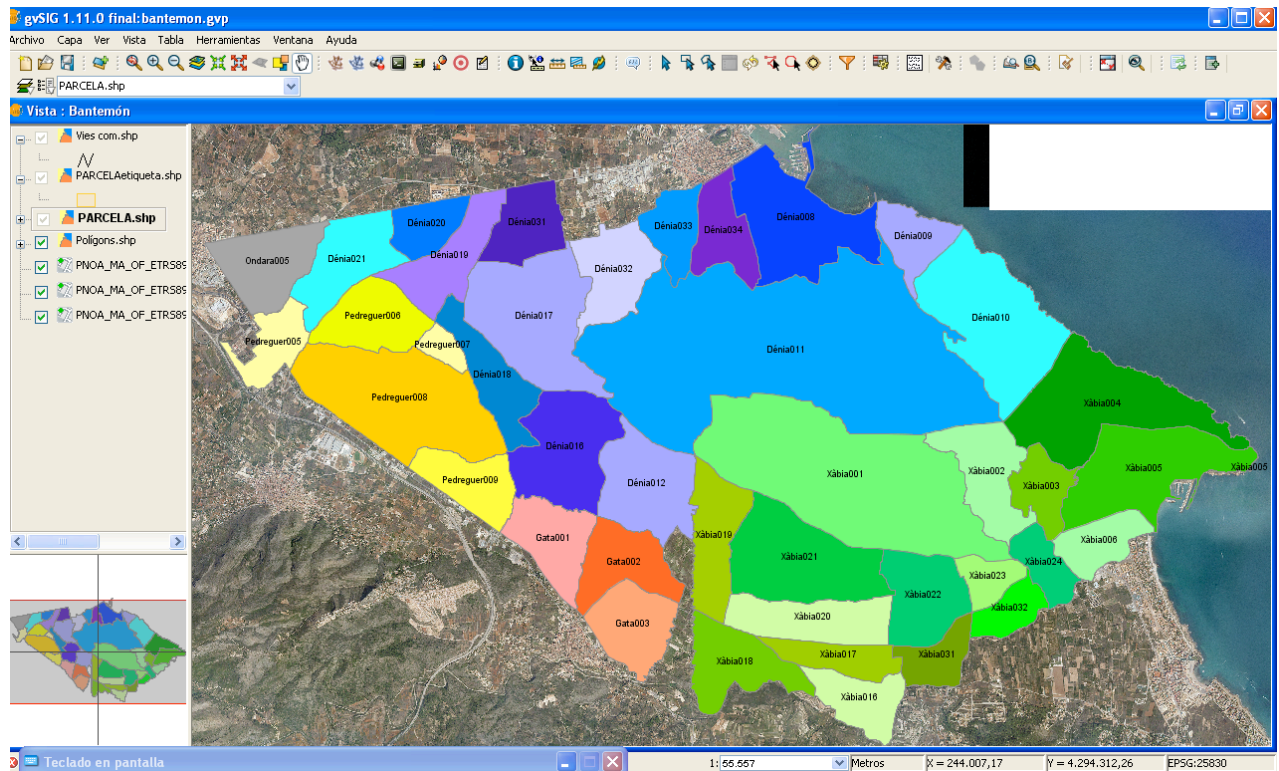 gvSIG 1.11.0 final:bantemon.gvp
Archivo Capa Ver Vista Tabla Herramientas Ventana Ayuda
PARCELA.shp
Vista : Bantemón
Vies com.shp
PARCELAetiqueta.shp
PARCELA.shp
Polígons.shp
PNOA_MA_OF_ETRS89
PNOA_MA_OF_ETRS89
PNOA_MA_OF_ETRS89
Dénia031
Dénia020
Dénia008
Dénia033
Dénia034
Dénia009
Dénia019
Dénia021
Ondara005
Dénia032
Dénia017
Pedreguer006
Dénia010
Pedreguer005
Pedreguer007
Dénia011
Dénia018
Pedreguer008
Xàbia004
Dénia016
Xàbia005
Xàbia005
Xàbia002
Xàbia001
Pedreguer009
Dénia012
Xàbia003
Xàbia019
Gata001
Xàbia006
Xàbia021
Gata002
Xàbia024
Xàbia023
Xàbia022
Xàbia032
Xàbia020
Gata003
Xàbia017
Xàbia031
Xàbia018
Xàbia016
Teclado en pantalla
1: 55.557 Metros X = 244.007,17 Y = 4.294.312,26 EPSG:25830